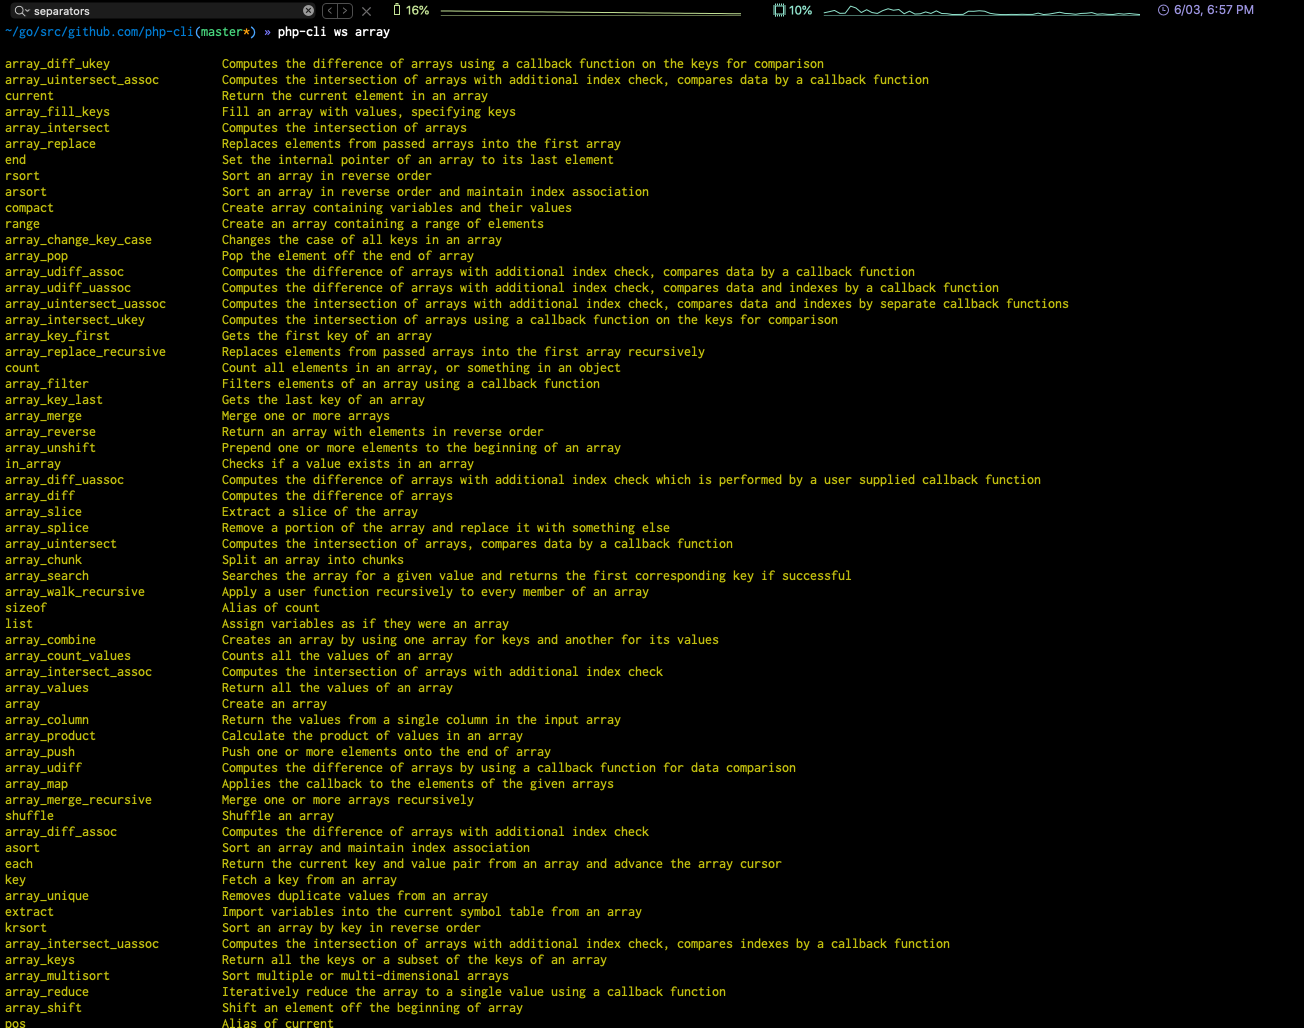 separators
16%
10%
6/03, 6:57 PM
~/go/src/github.com/php-cli(master*) » php-cli ws array
array_diff_ukey Computes the difference of arrays using a callback function on the keys for comparison
array_uintersect_assoc Computes the intersection of arrays with additional index check, compares data by a callback function
current Return the current element in an array
array_fill_keys Fill an array with values, specifying keys
array_intersect Computes the intersection of arrays
array_replace Replaces elements from passed arrays into the first array
end Set the internal pointer of an array to its last element
rsort Sort an array in reverse order
arsort Sort an array in reverse order and maintain index association
compact Create array containing variables and their values
range Create an array containing a range of elements
array_change_key_case Changes the case of all keys in an array
array_pop Pop the element off the end of array
array_udiff_assoc Computes the difference of arrays with additional index check, compares data by a callback function
array_udiff_uassoc Computes the difference of arrays with additional index check, compares data and indexes by a callback function
array_uintersect_uassoc Computes the intersection of arrays with additional index check, compares data and indexes by separate callback functions
array_intersect_ukey Computes the intersection of arrays using a callback function on the keys for comparison
array_key_first Gets the first key of an array
array_replace_recursive Replaces elements from passed arrays into the first array recursively
count Count all elements in an array, or something in an object
array_filter Filters elements of an array using a callback function
array_key_last Gets the last key of an array
array_merge Merge one or more arrays
array_reverse Return an array with elements in reverse order
array_unshift Prepend one or more elements to the beginning of an array
in_array Checks if a value exists in an array
array_diff_uassoc Computes the difference of arrays with additional index check which is performed by a user supplied callback function
array_diff Computes the difference of arrays
array_slice Extract a slice of the array
array_splice Remove a portion of the array and replace it with something else
array_uintersect Computes the intersection of arrays, compares data by a callback function
array_chunk Split an array into chunks
array_search Searches the array for a given value and returns the first corresponding key if successful
array_walk_recursive Apply a user function recursively to every member of an array
sizeof Alias of count
list Assign variables as if they were an array
array_combine Creates an array by using one array for keys and another for its values
array_count_values Counts all the values of an array
array_intersect_assoc Computes the intersection of arrays with additional index check
array_values Return all the values of an array
array Create an array
array_column Return the values from a single column in the input array
array_product Calculate the product of values in an array
array_push Push one or more elements onto the end of array
array_udiff Computes the difference of arrays by using a callback function for data comparison
array_map Applies the callback to the elements of the given arrays
array_merge_recursive Merge one or more arrays recursively
shuffle Shuffle an array
array_diff_assoc Computes the difference of arrays with additional index check
asort Sort an array and maintain index association
each Return the current key and value pair from an array and advance the array cursor
key Fetch a key from an array
array_unique Removes duplicate values from an array
extract Import variables into the current symbol table from an array
krsort Sort an array by key in reverse order
array_intersect_uassoc Computes the intersection of arrays with additional index check, compares indexes by a callback function
array_keys Return all the keys or a subset of the keys of an array
array_multisort Sort multiple or multi-dimensional arrays
array_reduce Iteratively reduce the array to a single value using a callback function
array_shift Shift an element off the beginning of array
pos Alias of current